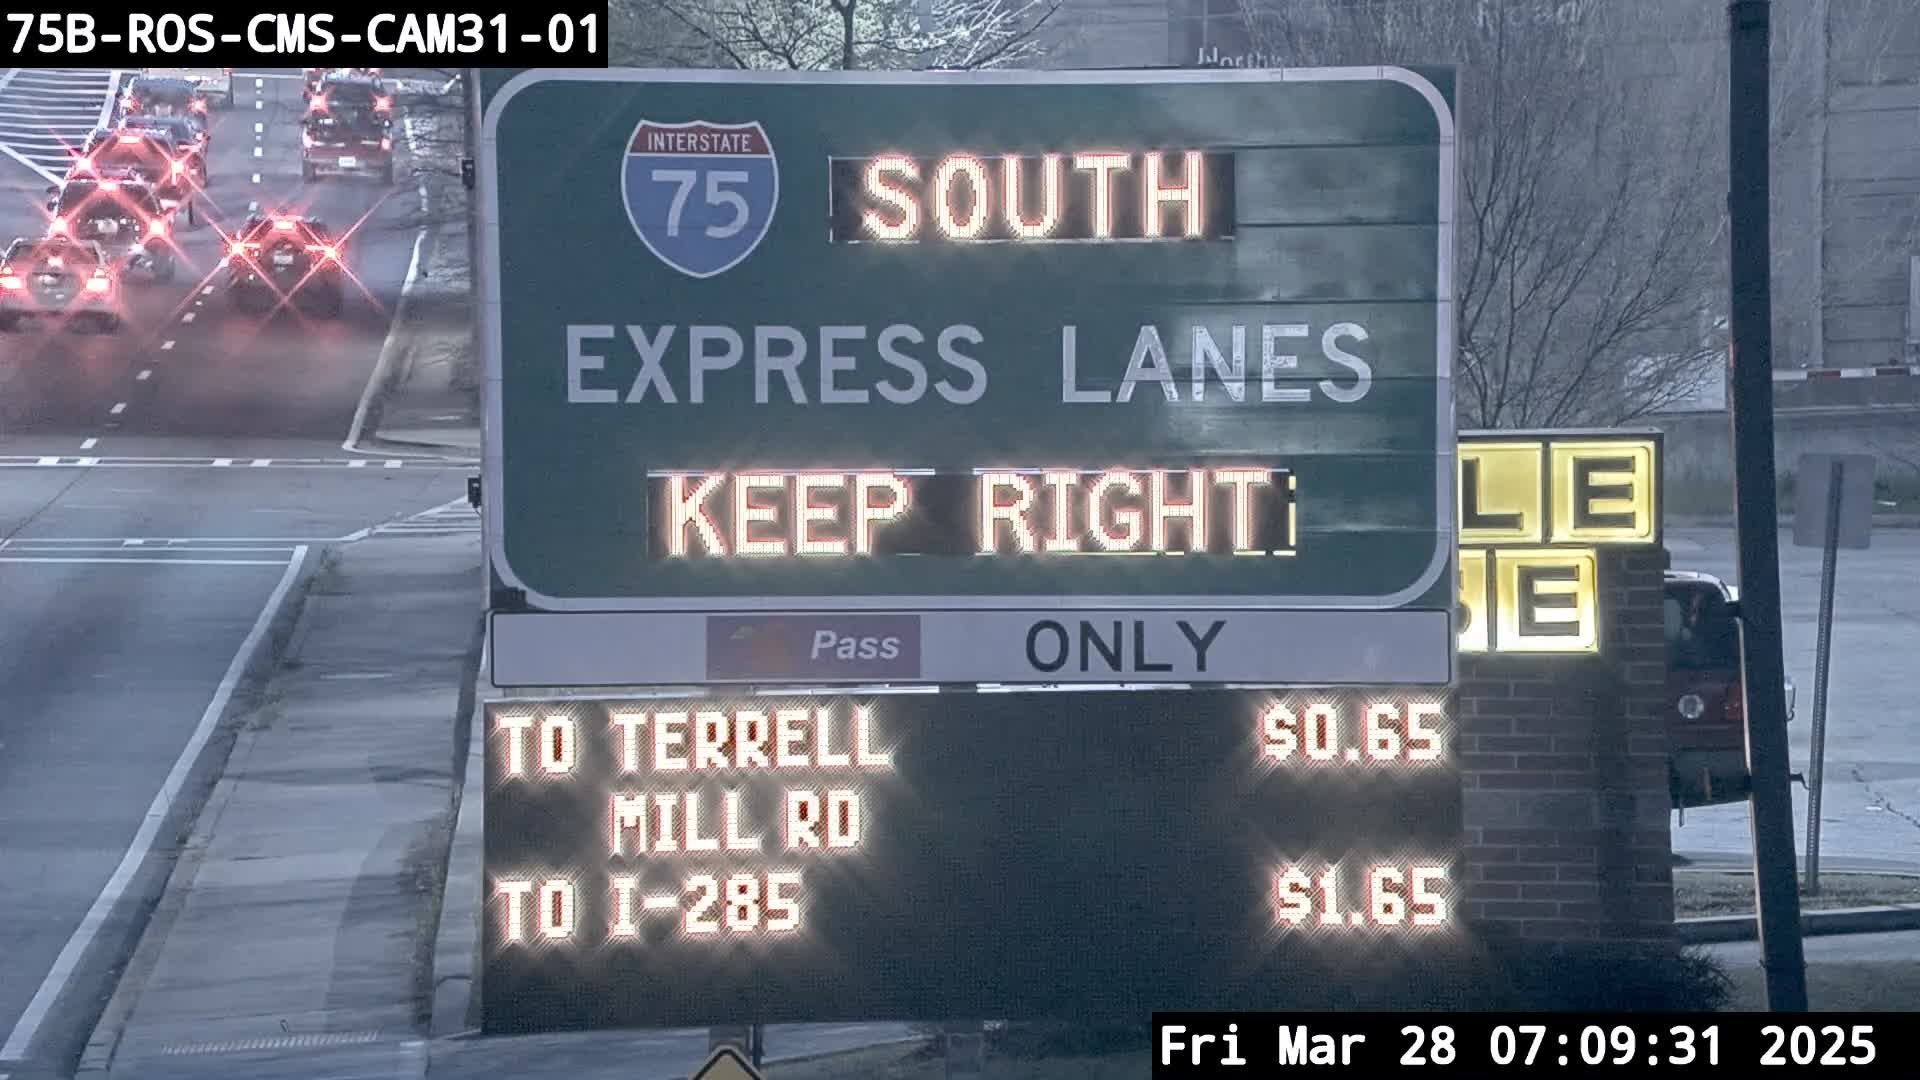 75B-ROS-CMS-CAM31-01
INTERSTATE
75
SOUTH
EXPRESS LANES
KEEP RIGHT
LE
E
Pass ONLY
TO TERRELL $0.65
MILL RD
TO I-285 $1.65
Fri Mar 28 07:09:31 2025